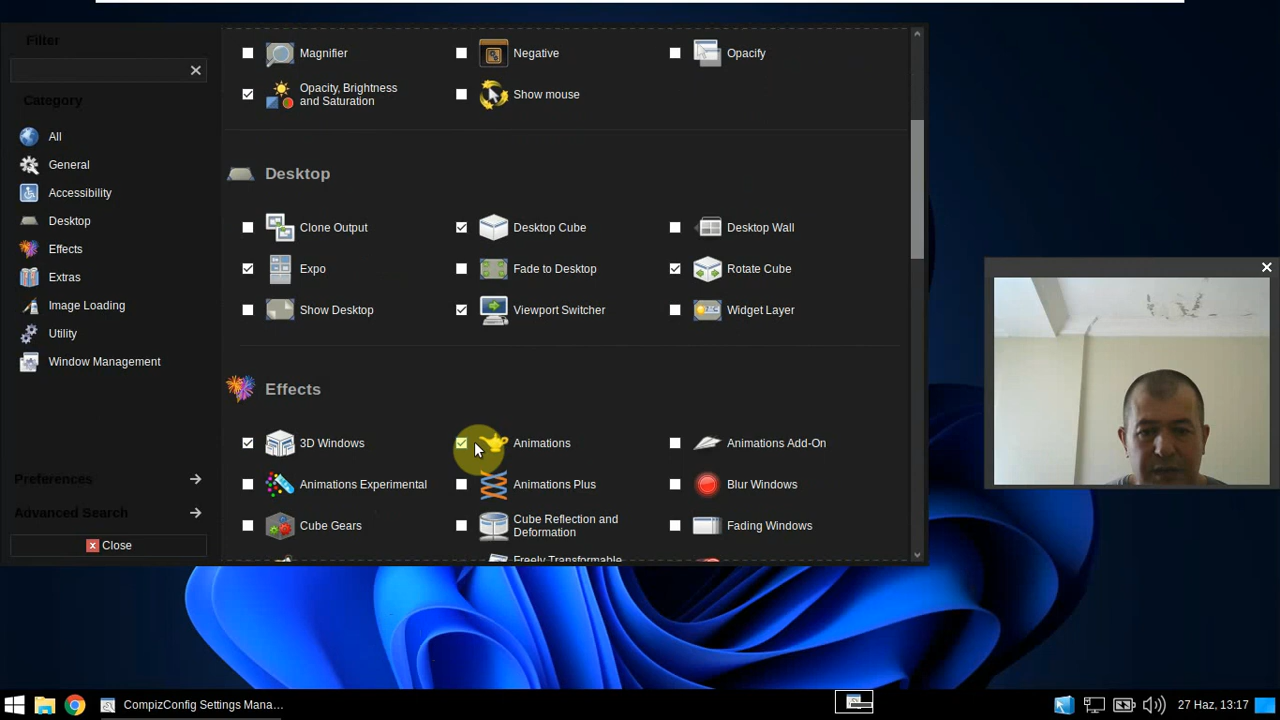 Filter
Category
All
General
Accessibility
Desktop
Effects
Extras
Image Loading
Utility
Window Management
Preferences
Advanced Search
Close
Magnifier
Negative
Opacity
Opacity, Brightness
and Saturation
Show mouse
Desktop
Clone Output
Desktop Cube
Desktop Wall
Expo
Fade to Desktop
Rotate Cube
Show Desktop
Viewport Switcher
Widget Layer
Effects
3D Windows
Animations
Animations Add-On
Animations Experimental
Animations Plus
Blur Windows
Cube Gears
Cube Reflection and
Deformation
Fading Windows
Freely Transformable
CompizConfig Settings Mana...
27 Haz, 13:17